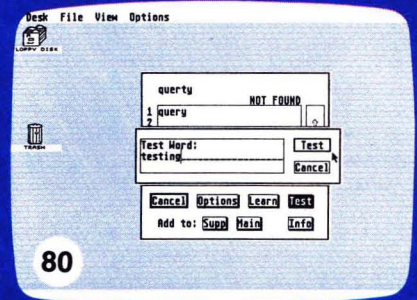 Desk File View Options
FLOPPY DISK
querty
NOT FOUND
1 query
2
TRASH
Test Word:
testing
Test
Cancel
Cancel Options Learn Test
Add to: Supp Main Info
80